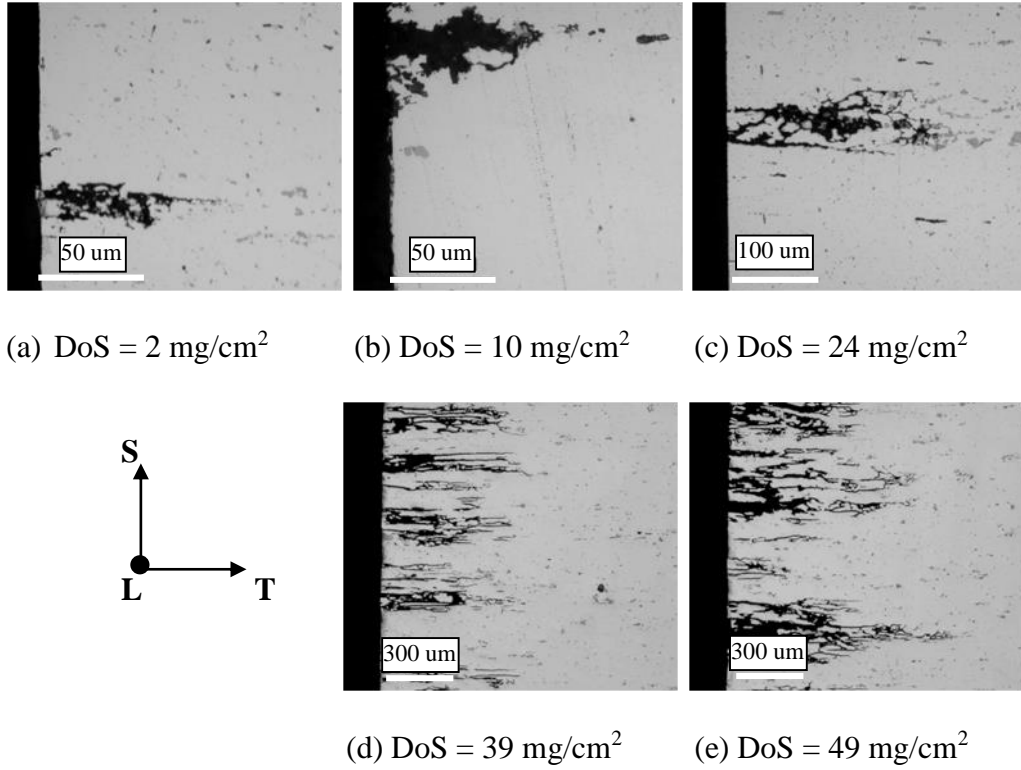 50 um
50 um
100 um
(a) DoS = 2 mg/cm²
(b) DoS = 10 mg/cm²
(c) DoS = 24 mg/cm²
S
L
T
300 um
300 um
(d) DoS = 39 mg/cm²
(e) DoS = 49 mg/cm²